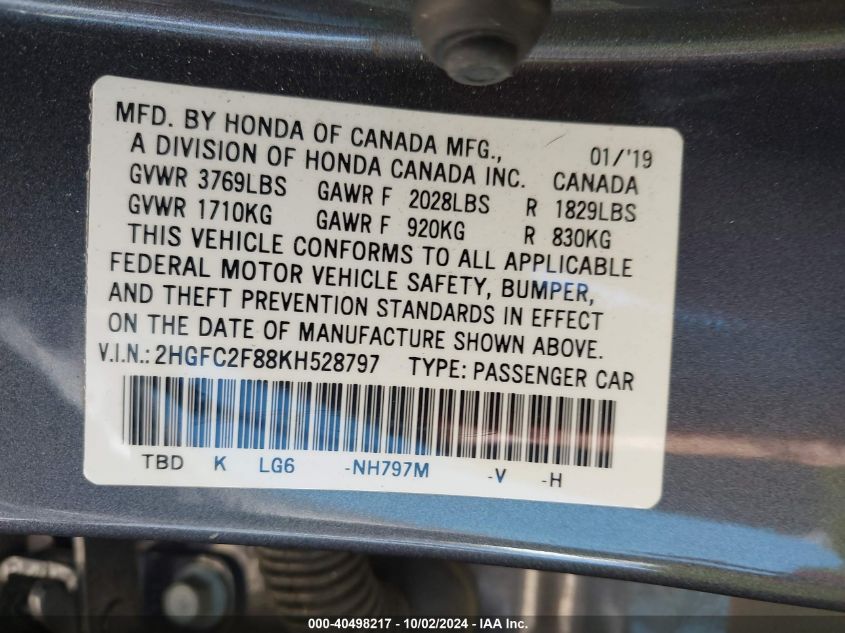 MFD. BY HONDA OF CANADA MFG., 01/'19
A DIVISION OF HONDA CANADA INC. CANADA
GVWR 3769LBS GAWR F 2028LBS R 1829LBS
GVWR 1710KG GAWR F 920KG R 830KG
THIS VEHICLE CONFORMS TO ALL APPLICABLE
FEDERAL MOTOR VEHICLE SAFETY, BUMPER,
AND THEFT PREVENTION STANDARDS IN EFFECT
ON THE DATE OF MANUFACTURE SHOWN ABOVE.
V.I.N.: 2HGFC2F88KH528797 TYPE: PASSENGER CAR
TBD K LG6 -NH797M -V -H
000-40498217 - 10/02/2024 - IAA Inc.